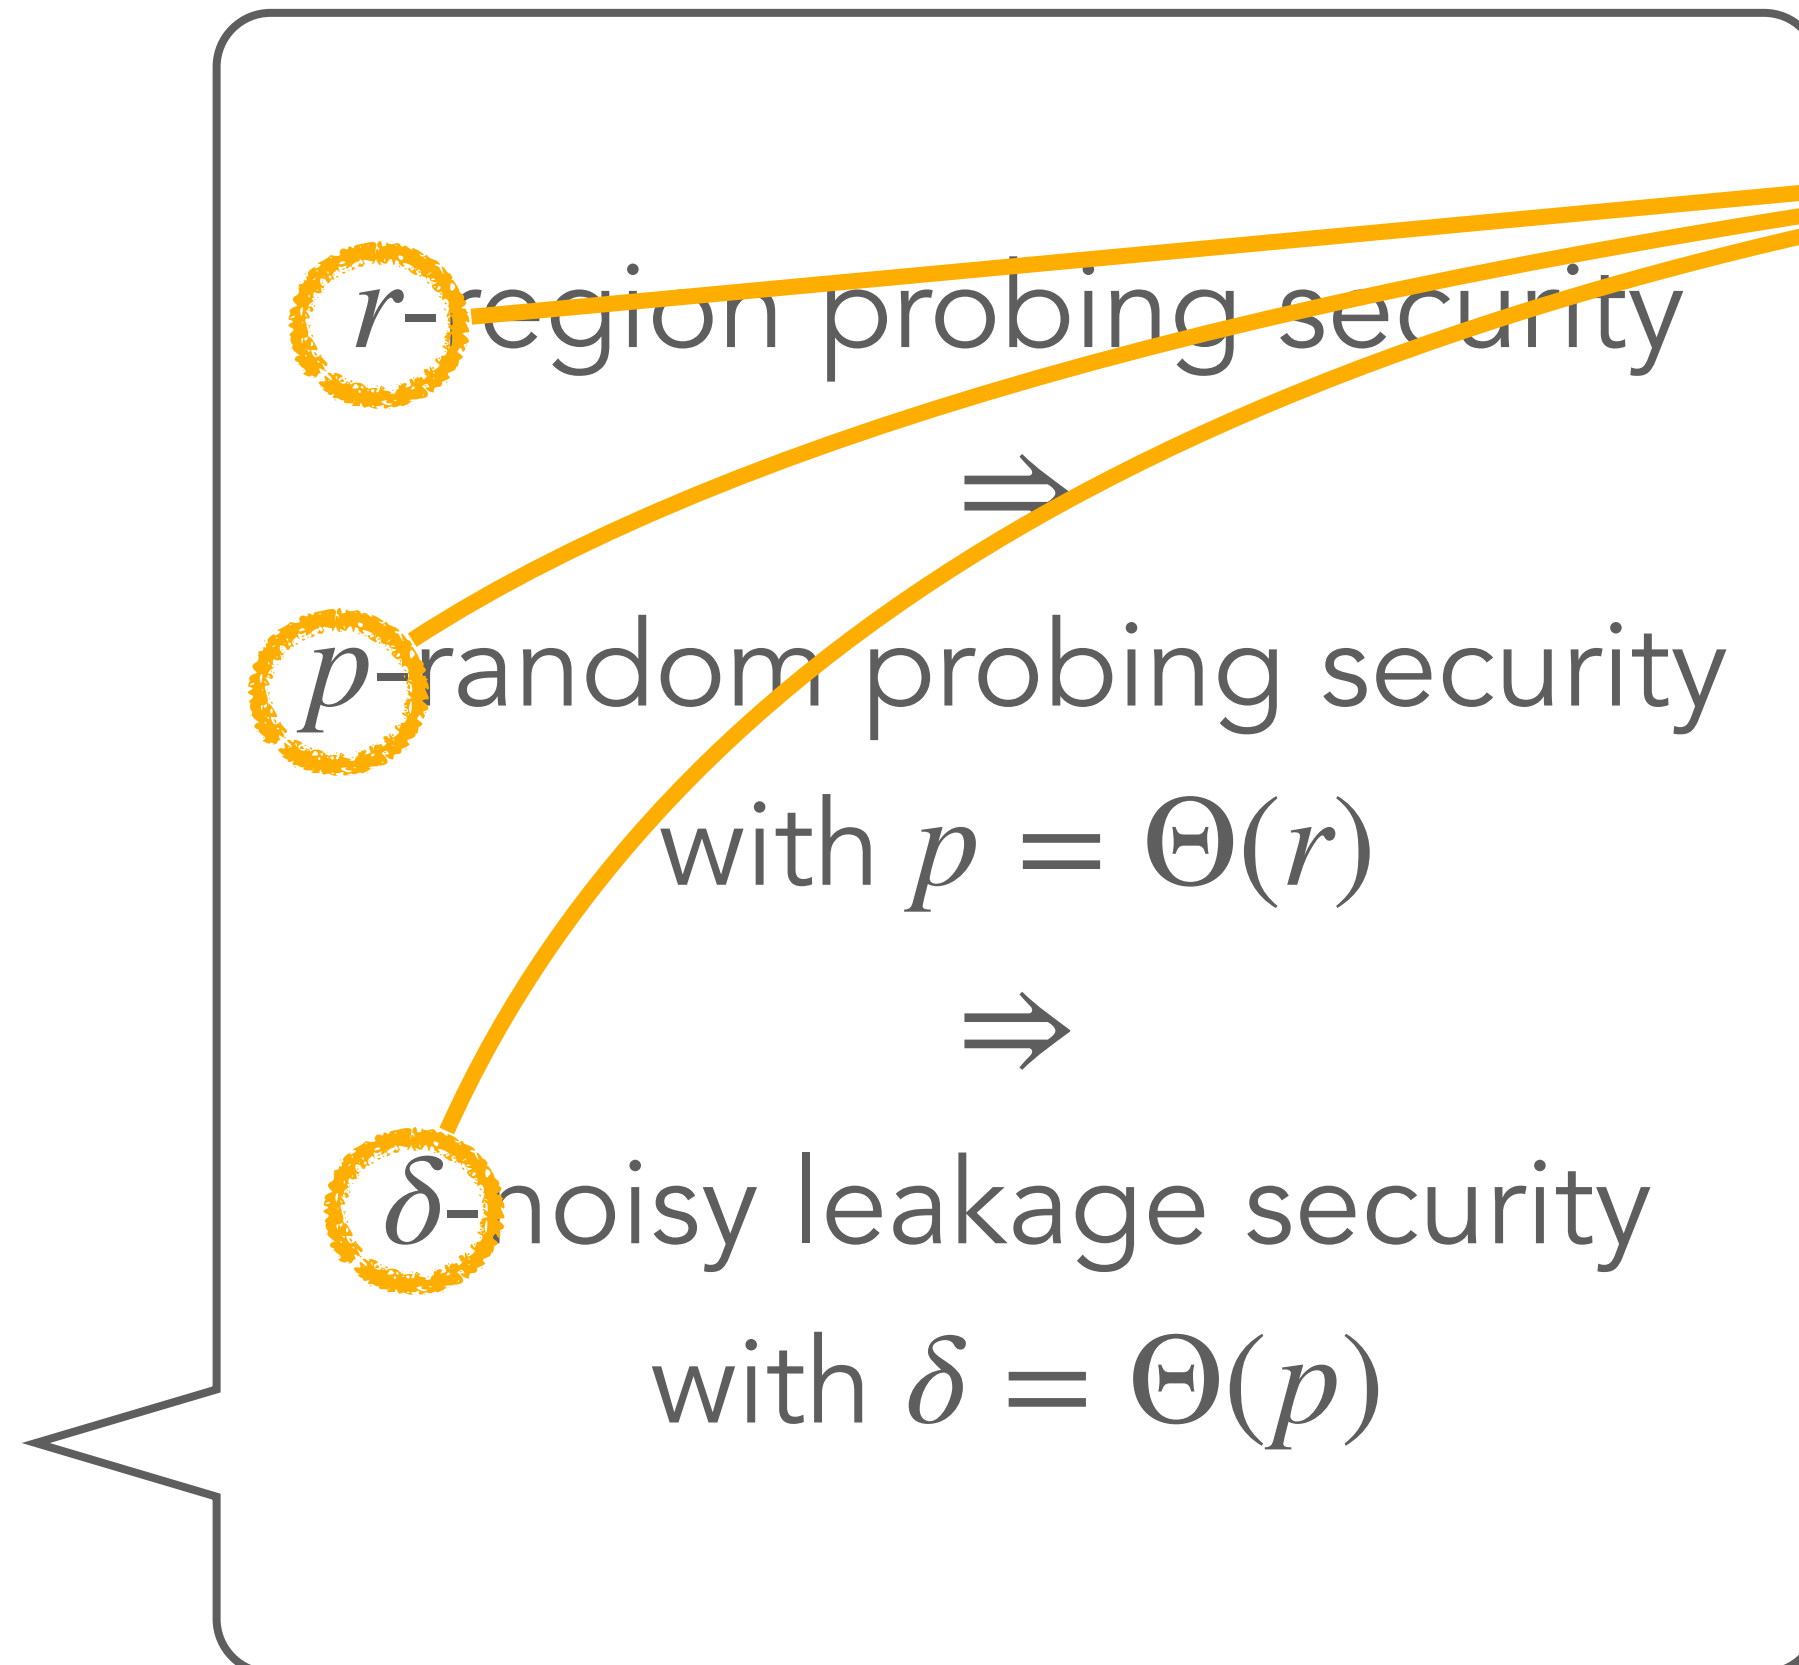 r-region probing security
⇒
p-random probing security
with p = Θ(r)
⇒
δ-noisy leakage security
with δ = Θ(p)